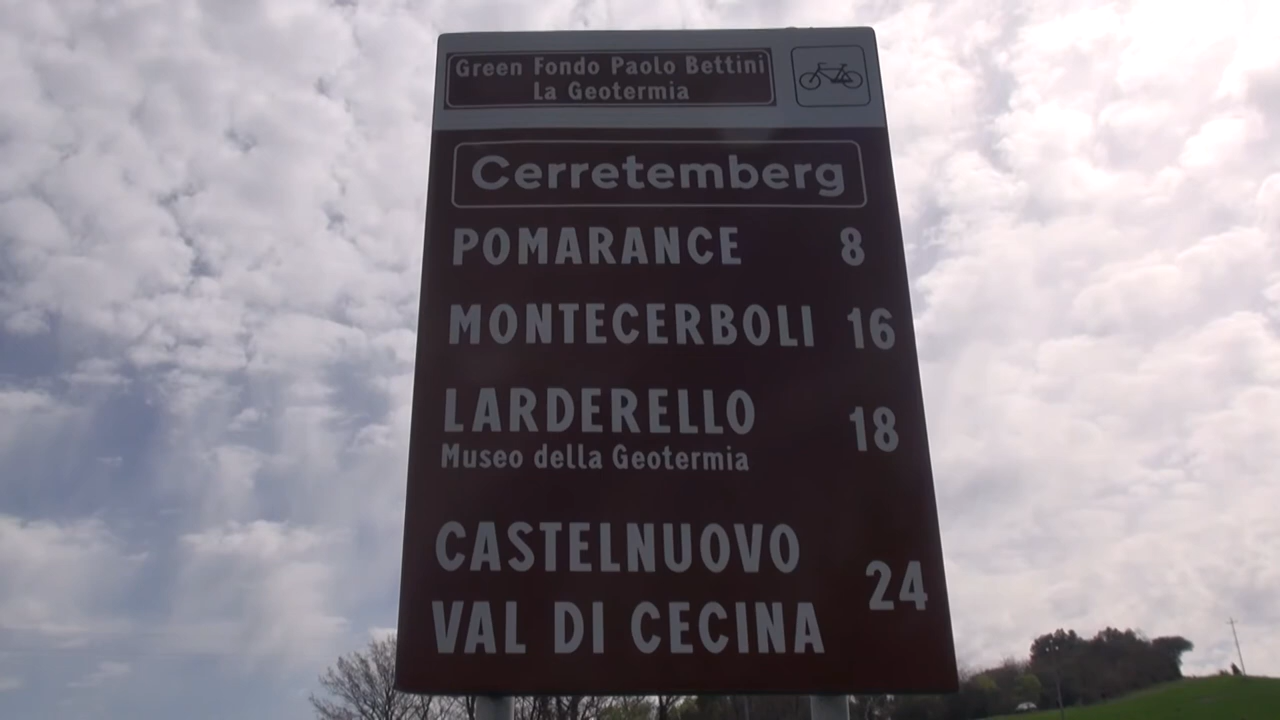 Green Fondo Paolo Bettini
La Geotermia
Cerretemberg
POMARANCE 8
MONTECERBOLI 16
LARDERELLO 18
Museo della Geotermia
CASTELNUOVO
VAL DI CECINA 24